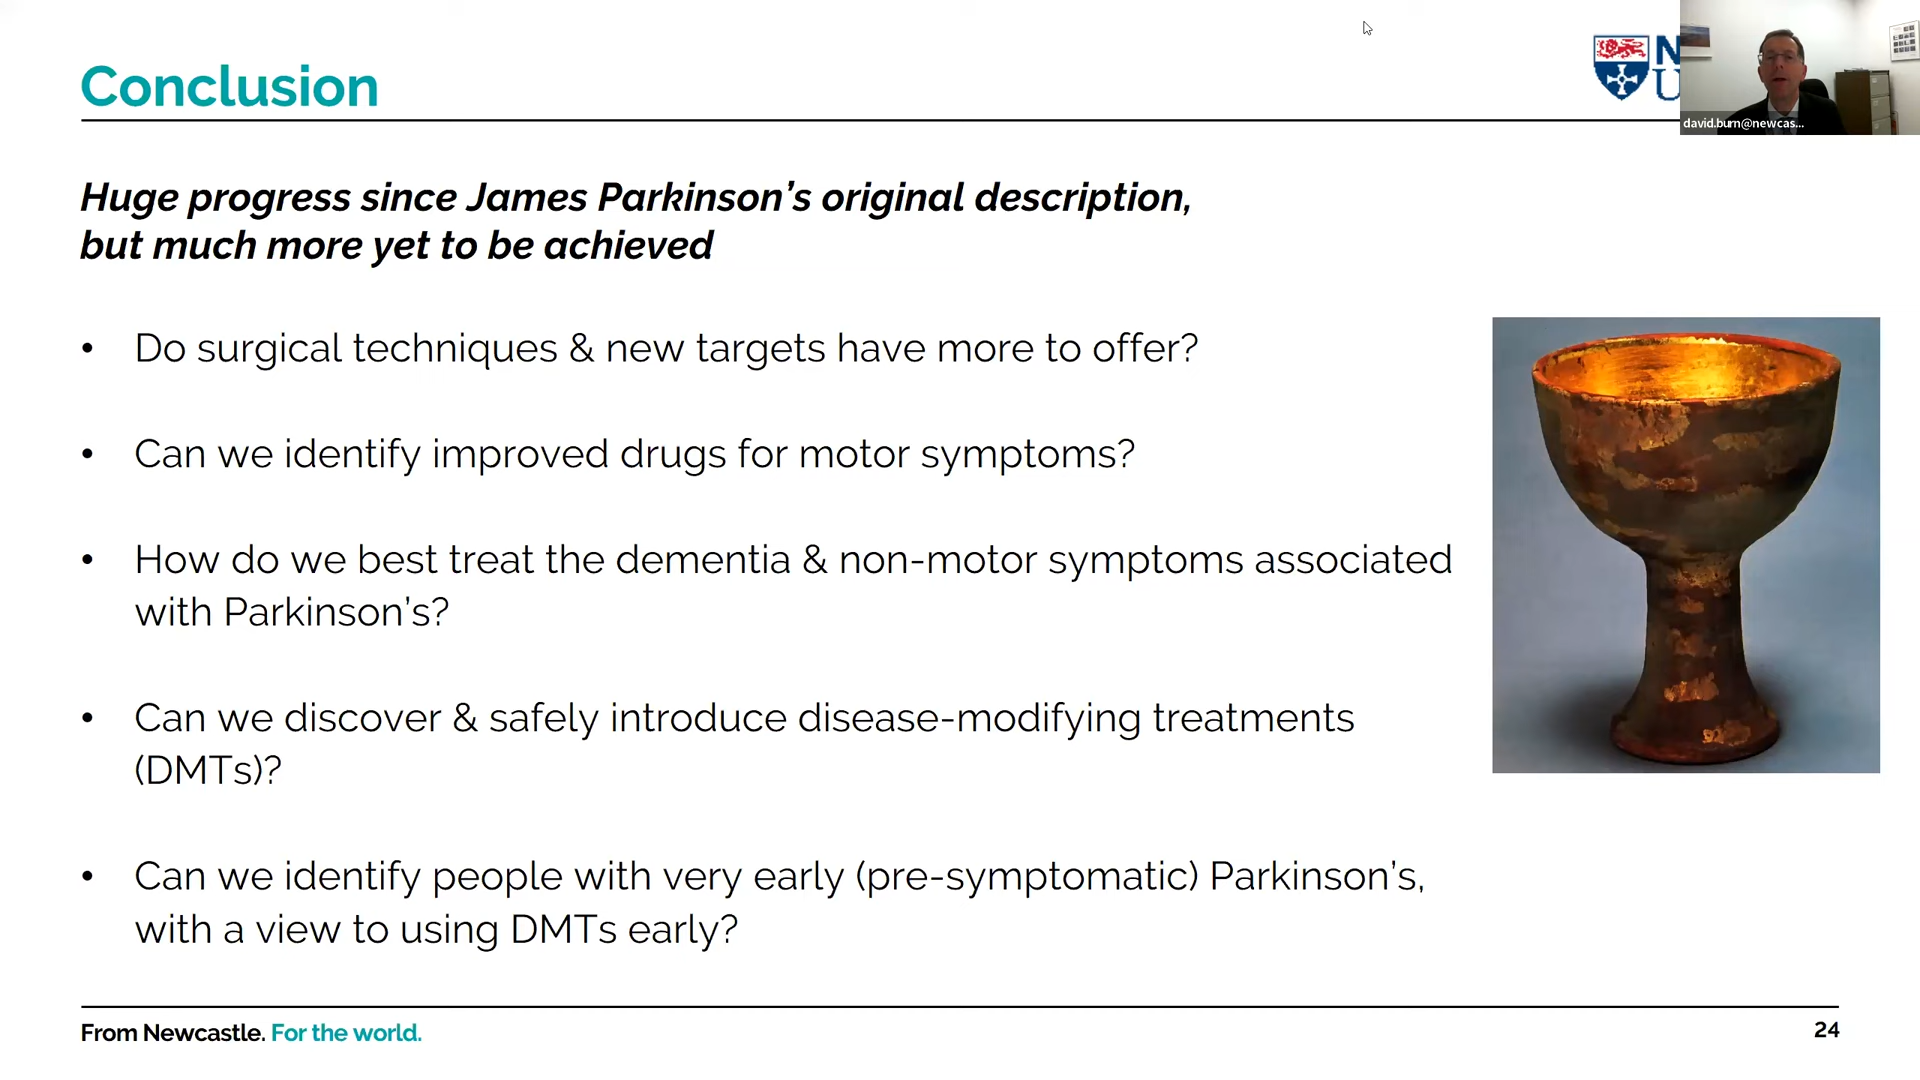 Conclusion
N
U
david.burn@newcas...
Huge progress since James Parkinson's original description,
but much more yet to be achieved
• Do surgical techniques & new targets have more to offer?
• Can we identify improved drugs for motor symptoms?
• How do we best treat the dementia & non-motor symptoms associated
with Parkinson's?
• Can we discover & safely introduce disease-modifying treatments
(DMTs)?
• Can we identify people with very early (pre-symptomatic) Parkinson's,
with a view to using DMTs early?
From Newcastle. For the world.
24